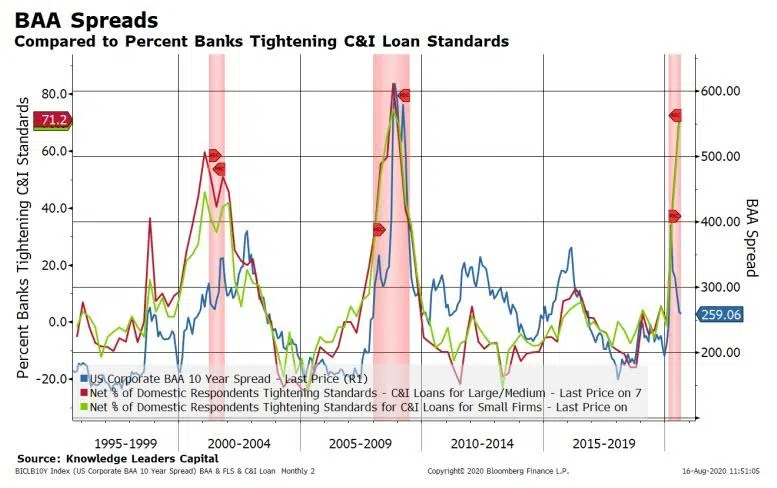 BAA Spreads
Compared to Percent Banks Tightening C&I Loan Standards
Percent Banks Tightening C&I Standards
80.0
71.2
60.0
40.0
20.0
0.0
-20.0
600.00
500.00
400.00
300.00
259.06
200.00
BAA Spread
REC
REC
REC
REC
REC
REC
US Corporate BAA 10 Year Spread - Last Price (R1)
Net % of Domestic Respondents Tightening Standards - C&I Loans for Large/Medium - Last Price on 7
Net % of Domestic Respondents Tightening Standards for C&I Loans for Small Firms - Last Price on
1995-1999 2000-2004 2005-2009 2010-2014 2015-2019
Source: Knowledge Leaders Capital
BICLB10Y Index (US Corporate BAA 10 Year Spread) BAA & FLS & C&I Loan Monthly 2 Copyright© 2020 Bloomberg Finance L.P. 16-Aug-2020 11:51:05